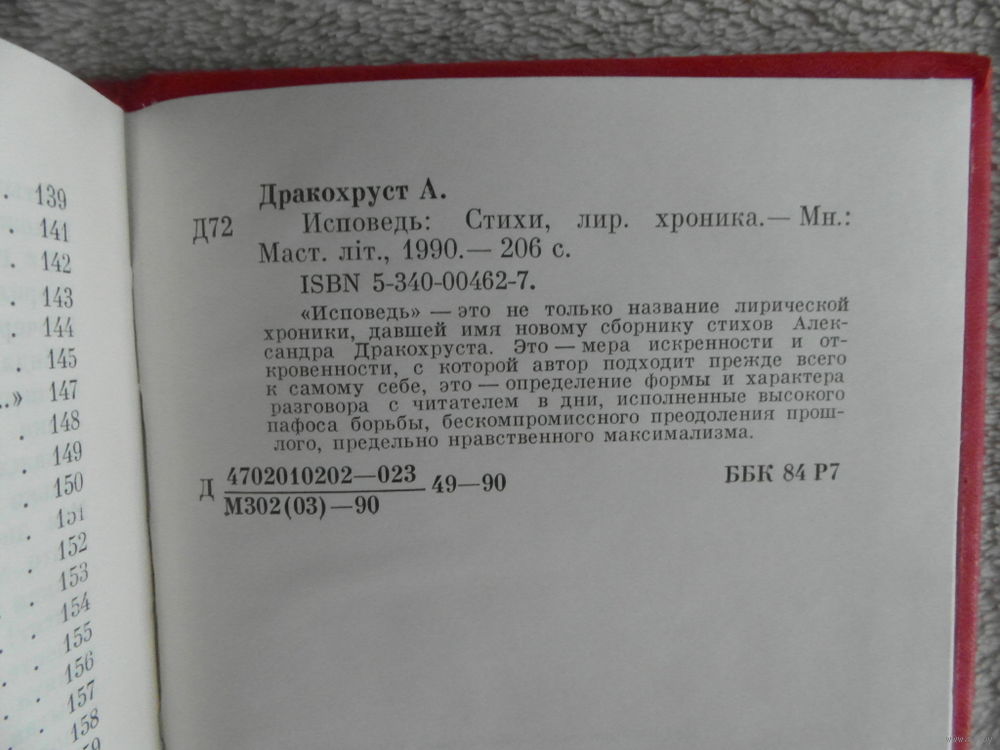 . 139
. 141
. 142
. 143
. 144
. 145
..» 147
. 148
. 149
. 150
. 151
. 152
. 153
. 154
. 155
. 156
. 157
. 158
Дракохруст А.
Д72 Исповедь: Стихи, лир. хроника.— Мн.:
Маст. літ., 1990.— 206 с.
ISBN 5-340-00462-7.
«Исповедь» — это не только название лирической
хроники, давшей имя новому сборнику стихов Алек-
сандра Дракохруста. Это — мера искренности и от-
кровенности, с которой автор подходит прежде всего
к самому себе, это — определение формы и характера
разговора с читателем в дни, исполненные высокого
пафоса борьбы, бескомпромиссного преодоления прош-
лого, предельно нравственного максимализма.
Д 4702010202—023 49—90 ББК 84 Р7
М302(03)—90